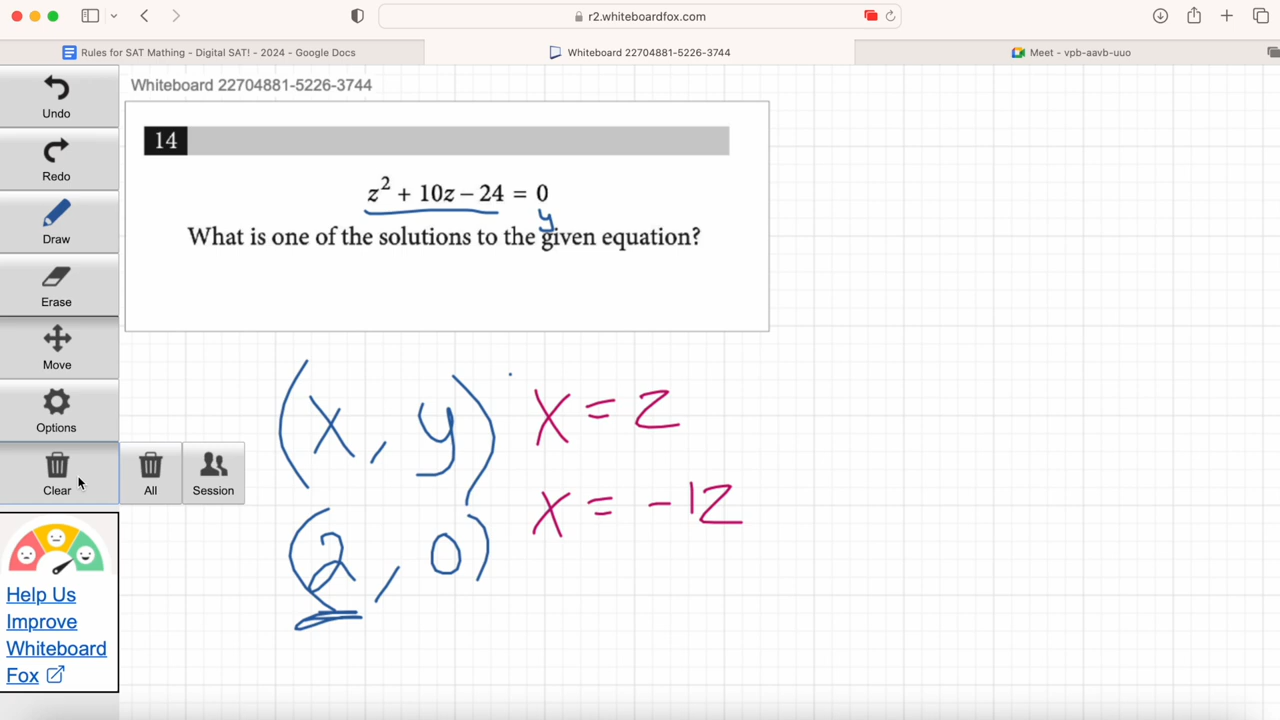 r2.whiteboardfox.com
Rules for SAT Mathing - Digital SAT! - 2024 - Google Docs
Whiteboard 22704881-5226-3744
Meet - vpb-aavb-uuo
Whiteboard 22704881-5226-3744
Undo
Redo
Draw
Erase
Move
Options
Clear
All
Session
Help Us
Improve
Whiteboard
Fox
14
z² + 10z − 24 = 0
y
What is one of the solutions to the given equation?
(x, y)
(2, 0)
x = 2
x = -12